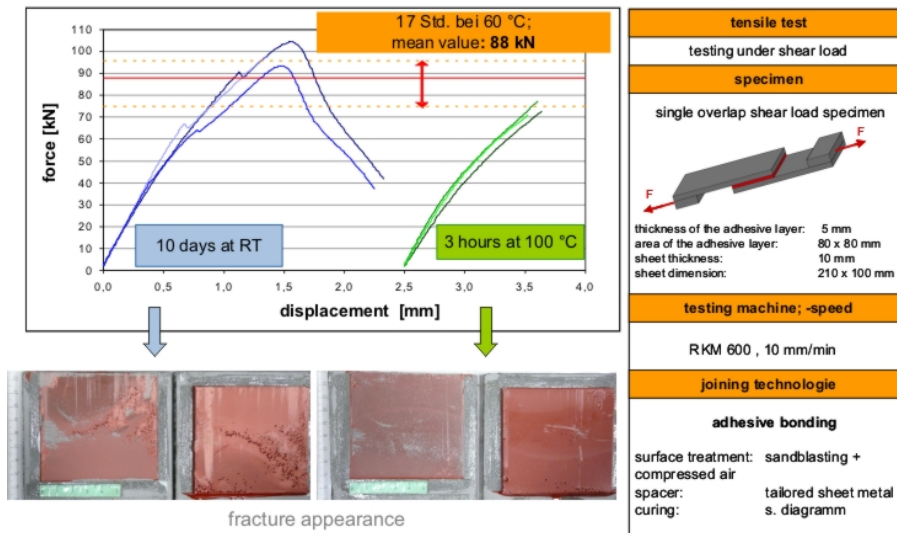 17 Std. bei 60 °C;
mean value: 88 kN
force [kN]
110
100
90
80
70
60
50
40
30
20
10
0
0,0
0,5
1,0
1,5
2,0
2,5
3,0
3,5
4,0
10 days at RT
3 hours at 100 °C
displacement [mm]
fracture appearance
tensile test
testing under shear load
specimen
single overlap shear load specimen
F
F
thickness of the adhesive layer: 5 mm
area of the adhesive layer: 80 x 80 mm
sheet thickness: 10 mm
sheet dimension: 210 x 100 mm
testing machine; -speed
RKM 600 , 10 mm/min
joining technologie
adhesive bonding
surface treatment: sandblasting +
compressed air
spacer: tailored sheet metal
curing: s. diagramm